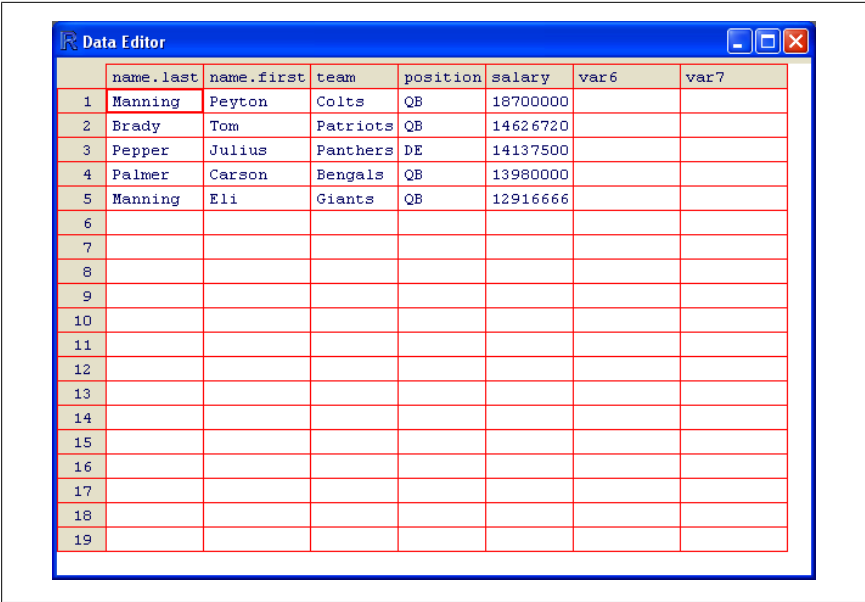 R Data Editor
name.last name.first team position salary var6 var7
1 Manning Peyton Colts QB 18700000
2 Brady Tom Patriots QB 14626720
3 Pepper Julius Panthers DE 14137500
4 Palmer Carson Bengals QB 13980000
5 Manning Eli Giants QB 12916666
6
7
8
9
10
11
12
13
14
15
16
17
18
19